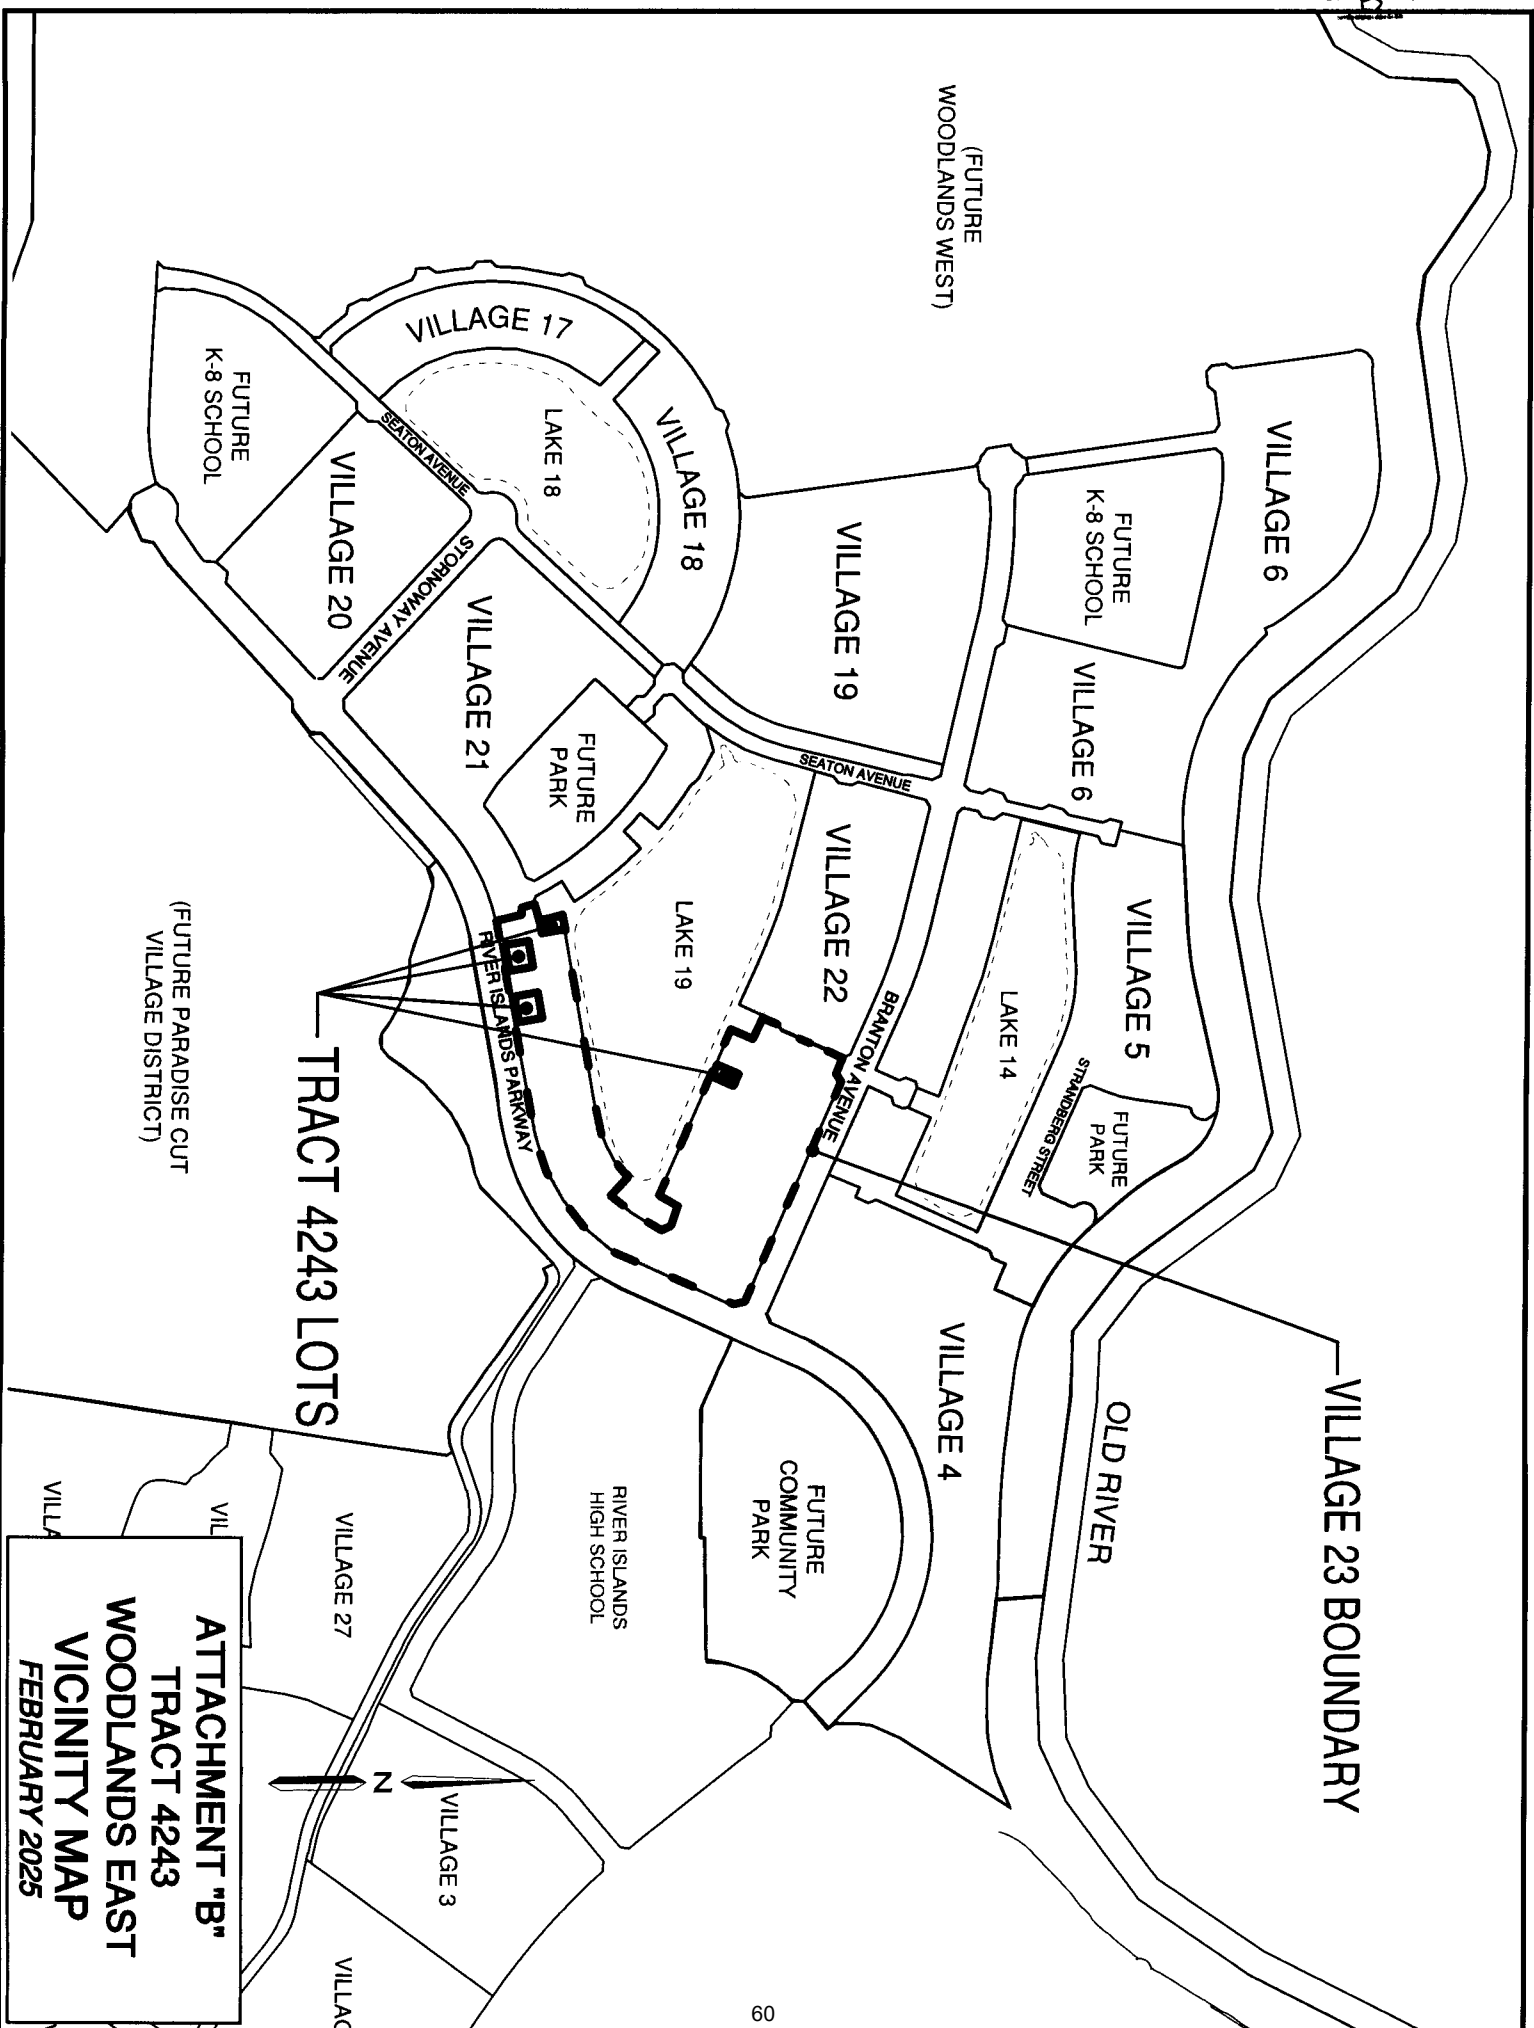 (FUTURE
WOODLANDS WEST)
VILLAGE 6
FUTURE
K-8 SCHOOL
VILLAGE 6
VILLAGE 17
LAKE 18
VILLAGE 18
VILLAGE 19
FUTURE
K-8 SCHOOL
SEATON AVENUE
VILLAGE 20
STORNOWAY AVENUE
VILLAGE 21
FUTURE
PARK
SEATON AVENUE
VILLAGE 22
VILLAGE 5
LAKE 19
LAKE 14
BRANTON AVENUE
STRANDBERG STREET
FUTURE
PARK
RIVER ISLANDS PARKWAY
(FUTURE PARADISE CUT
VILLAGE DISTRICT)
TRACT 4243 LOTS
VILLAGE 23 BOUNDARY
OLD RIVER
VILLAGE 4
FUTURE
COMMUNITY
PARK
RIVER ISLANDS
HIGH SCHOOL
VILLAGE 27
VIL
VILLA
N
VILLAGE 3
VILLAG
ATTACHMENT "B"
TRACT 4243
WOODLANDS EAST
VICINITY MAP
FEBRUARY 2025
60